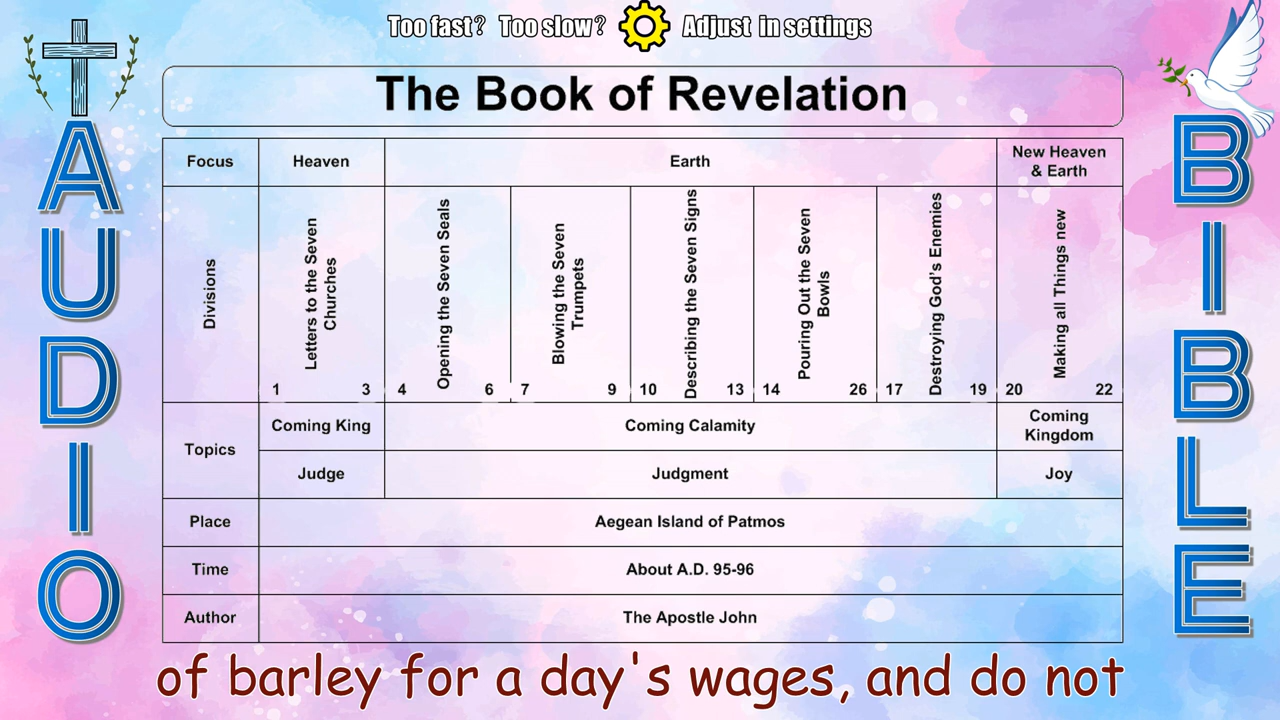 Too fast? Too slow? Adjust in settings
AUDIO
BIBLE
The Book of Revelation
Focus Heaven Earth New Heaven
& Earth
Divisions
Letters to the Seven
Churches
Opening the Seven Seals
Blowing the Seven
Trumpets
Describing the Seven Signs
Pouring Out the Seven
Bowls
Destroying God's Enemies
Making all Things new
1 3 4 6 7 9 10 13 14 26 17 19 20 22
Topics
Coming King Coming Calamity Coming
Kingdom
Judge Judgment Joy
Place Aegean Island of Patmos
Time About A.D. 95-96
Author The Apostle John
of barley for a day's wages, and do not